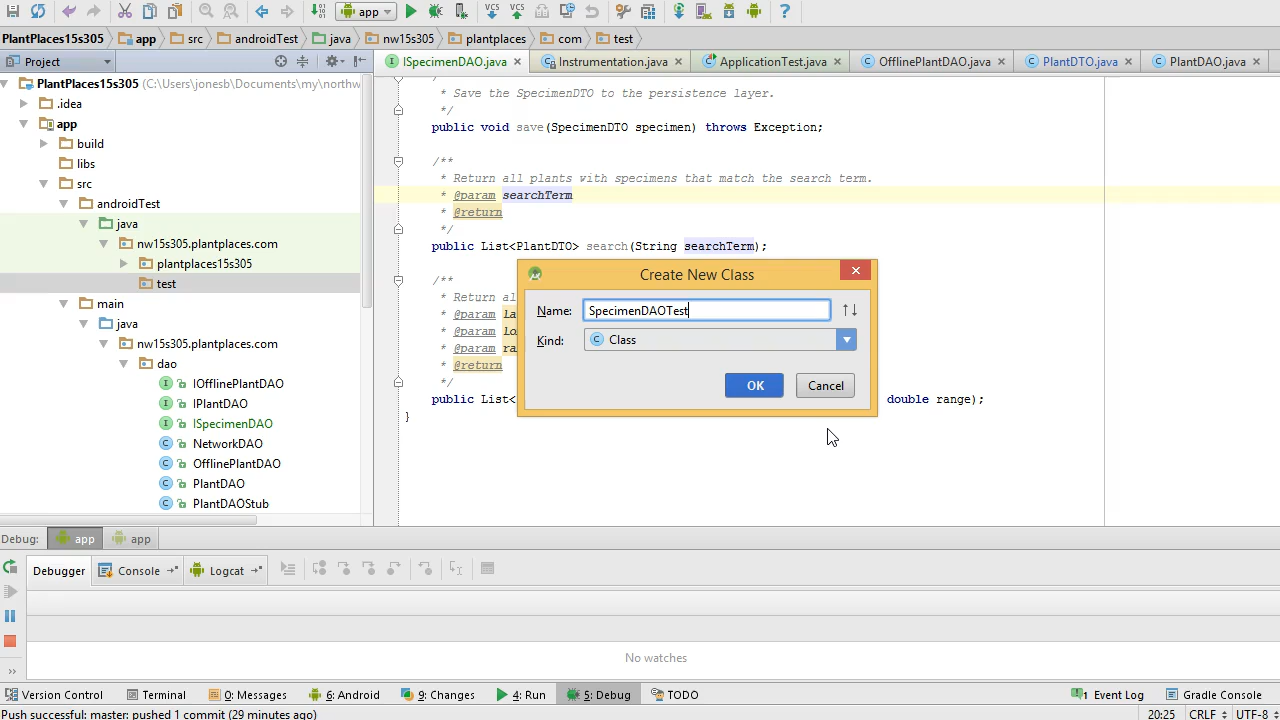 app
VCS
VCS
?
PlantPlaces15s305
app
src
androidTest
java
nw15s305
plantplaces
com
test
Project
ISpecimenDAO.java
Instrumentation.java
ApplicationTest.java
OfflinePlantDAO.java
PlantDTO.java
PlantDAO.java
PlantPlaces15s305 (C:\Users\jonesb\Documents\my\northw
.idea
app
build
libs
src
androidTest
java
nw15s305.plantplaces.com
plantplaces15s305
test
main
java
nw15s305.plantplaces.com
dao
IOfflinePlantDAO
IPlantDAO
ISpecimenDAO
NetworkDAO
OfflinePlantDAO
PlantDAO
PlantDAOStub
* Save the SpecimenDTO to the persistence layer.
*/
public void save(SpecimenDTO specimen) throws Exception;
/**
* Return all plants with specimens that match the search term.
* @param searchTerm
* @return
*/
public List<PlantDTO> search(String searchTerm);
/**
* Return al
* @param la
* @param lo
* @param ra
* @return
*/
public List< double range);
}
Create New Class
Name: SpecimenDAOTest
Kind: Class
OK Cancel
Debug: app app
Debugger Console Logcat
No watches
Version Control Terminal 0: Messages 6: Android 9: Changes 4: Run 5: Debug TODO 1 Event Log Gradle Console
Push successful: master: pushed 1 commit (29 minutes ago) 20:25 CRLF UTF-8